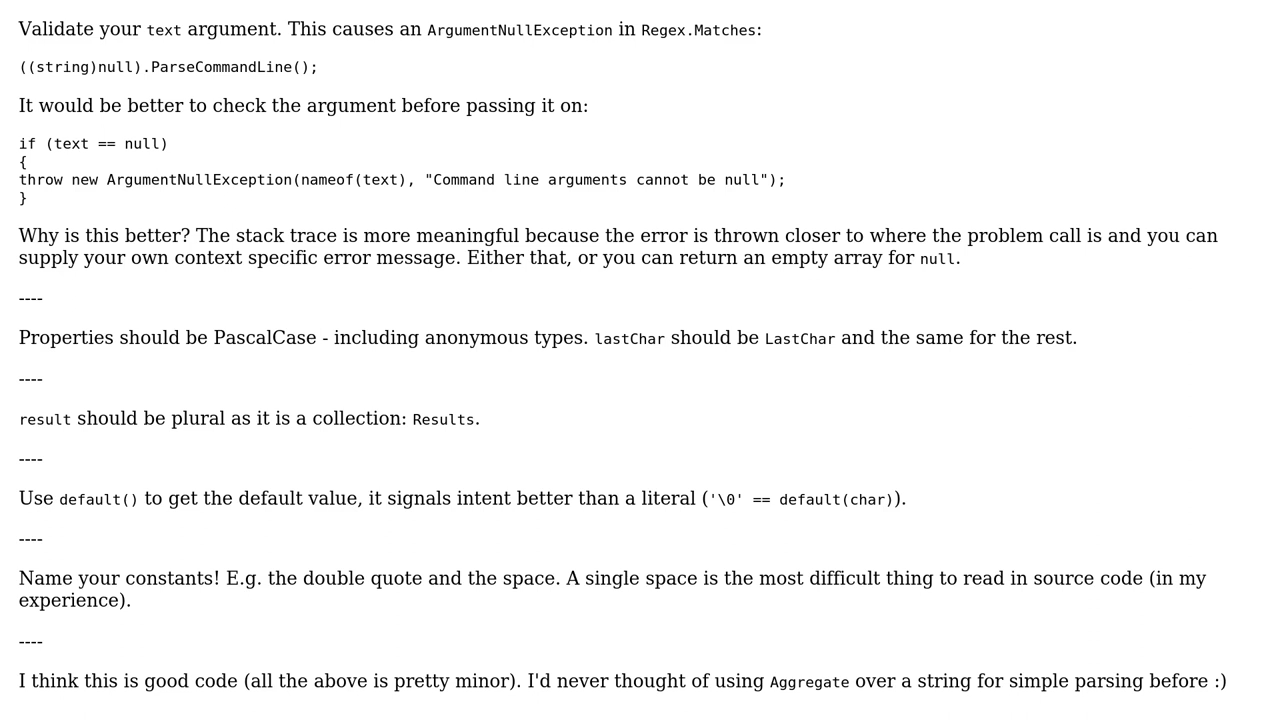 Validate your text argument. This causes an ArgumentNullException in Regex.Matches:
((string)null).ParseCommandLine();
It would be better to check the argument before passing it on:
if (text == null)
{
throw new ArgumentNullException(nameof(text), "Command line arguments cannot be null");
}
Why is this better? The stack trace is more meaningful because the error is thrown closer to where the problem call is and you can
supply your own context specific error message. Either that, or you can return an empty array for null.
----
Properties should be PascalCase - including anonymous types. lastChar should be LastChar and the same for the rest.
----
result should be plural as it is a collection: Results.
----
Use default() to get the default value, it signals intent better than a literal ('\0' == default(char)).
----
Name your constants! E.g. the double quote and the space. A single space is the most difficult thing to read in source code (in my
experience).
----
I think this is good code (all the above is pretty minor). I'd never thought of using Aggregate over a string for simple parsing before :)